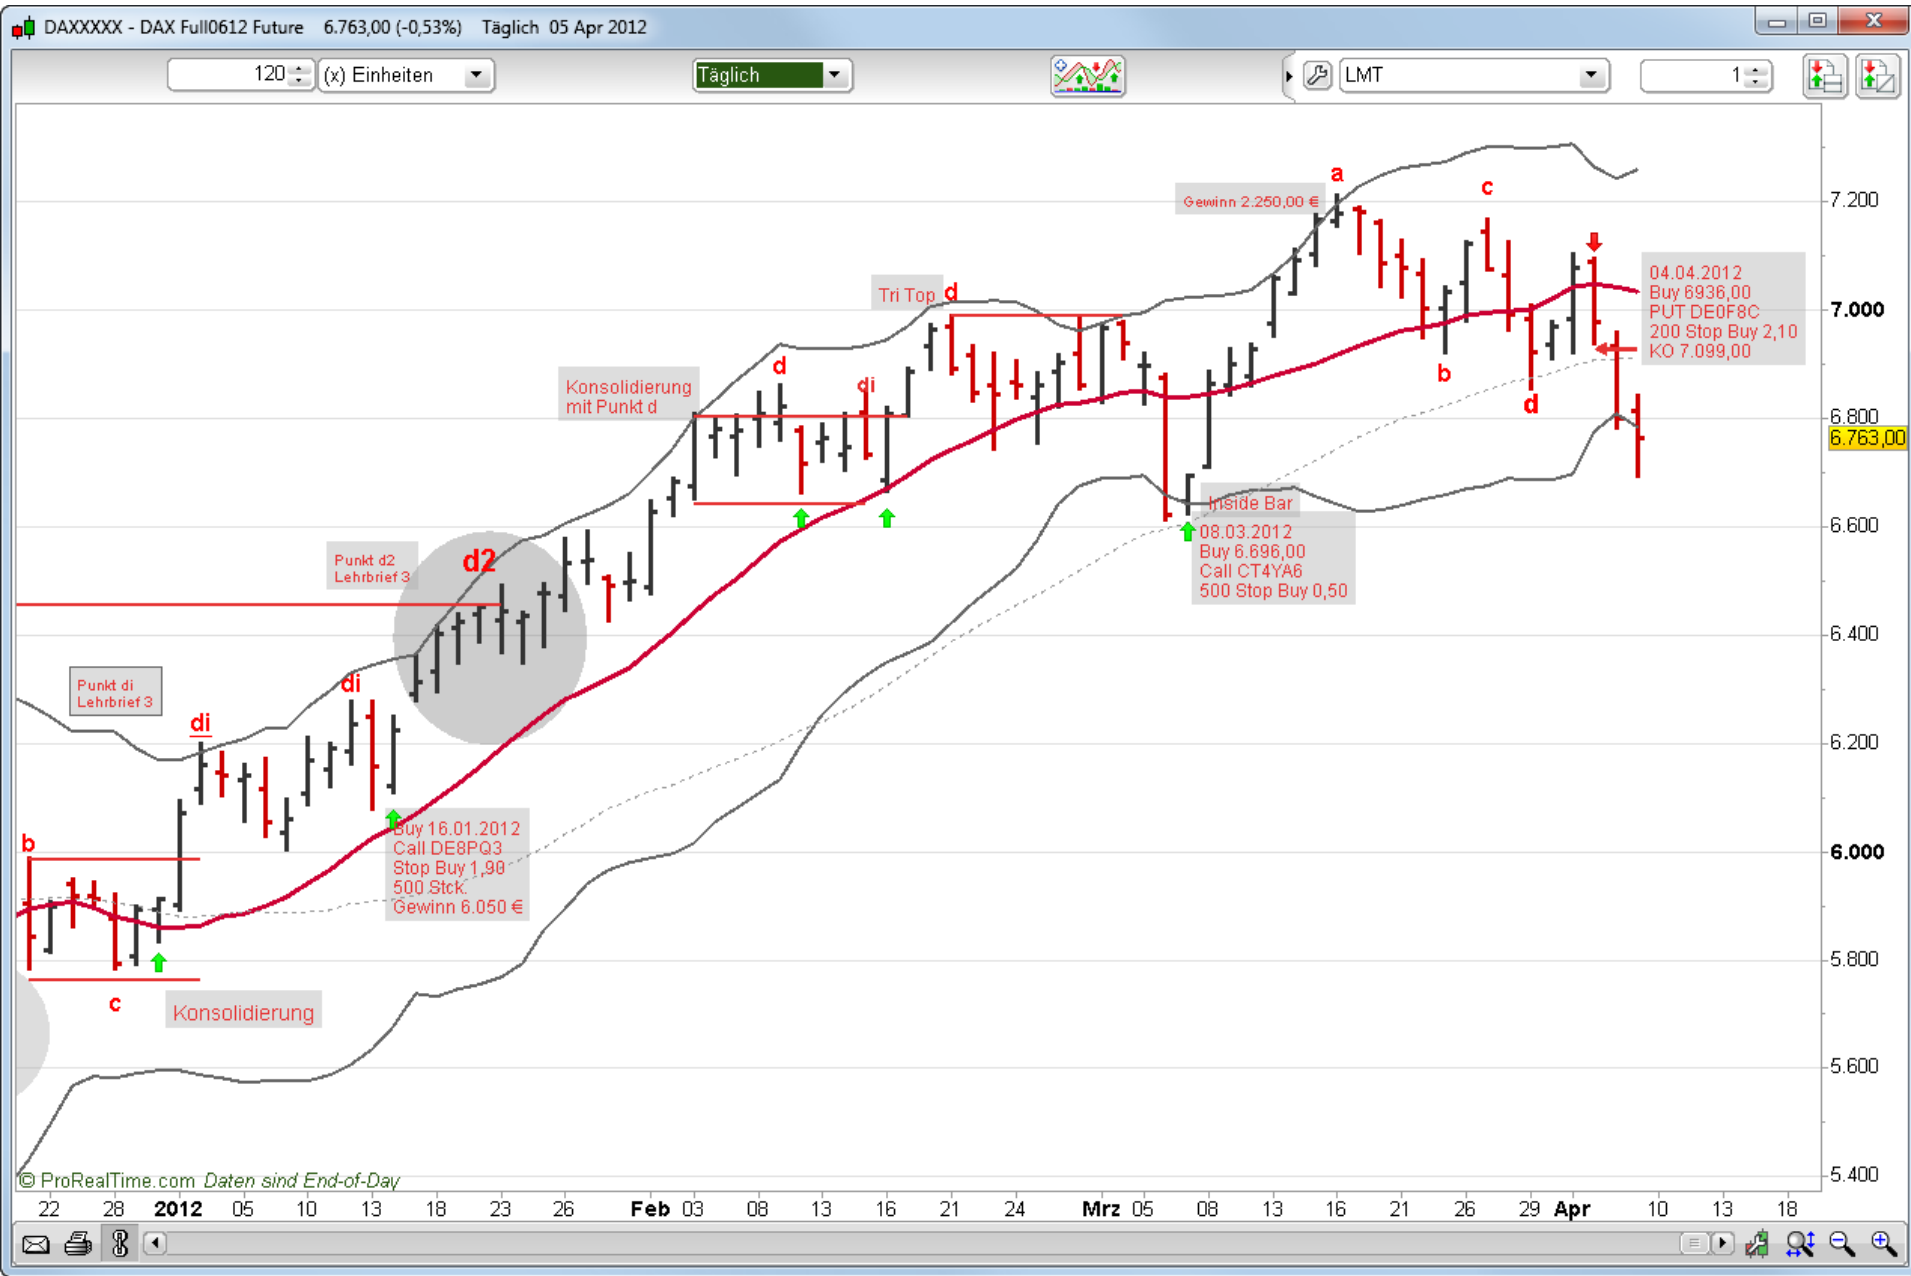 DAXXXXX - DAX Full0612 Future 6.763,00 (-0,53%) Täglich 05 Apr 2012
120 (x) Einheiten Täglich LMT 1
a
Gewinn 2.250,00 €
c
7.200
04.04.2012
Buy 6936,00
PUT DE0F8C
200 Stop Buy 2,10
KO 7.099,00
Tri Top d
7.000
Konsolidierung
mit Punkt d
d
di
b
d
6.800
6.763,00
Inside Bar
08.03.2012
Buy 6.696,00
Call CT4YA6
500 Stop Buy 0,50
6.600
Punkt d2
Lehrbrief 3
d2
6.400
Punkt di
Lehrbrief 3
di
di
6.200
Buy 16.01.2012
Call DE8PQ3
Stop Buy 1,90
500 Stck.
Gewinn 6.050 €
b
6.000
5.800
c
Konsolidierung
5.600
5.400
© ProRealTime.com Daten sind End-of-Day
22 28 2012 05 10 13 18 23 26 Feb 03 08 13 16 21 24 Mrz 05 08 13 16 21 26 29 Apr 10 13 18